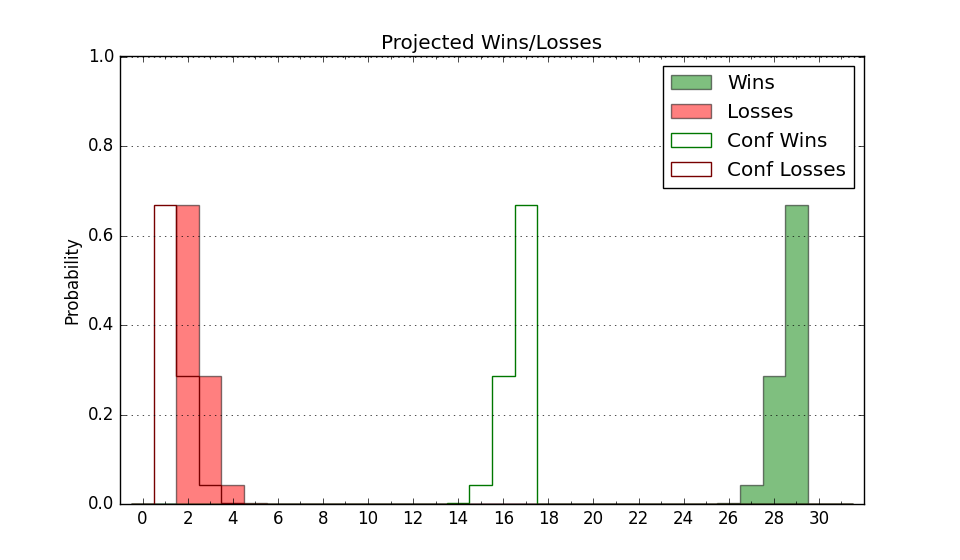 Projected Wins/Losses
1.0
0.8
0.6
0.4
0.2
0.0
Probability
Wins
Losses
Conf Wins
Conf Losses
0 2 4 6 8 10 12 14 16 18 20 22 24 26 28 30